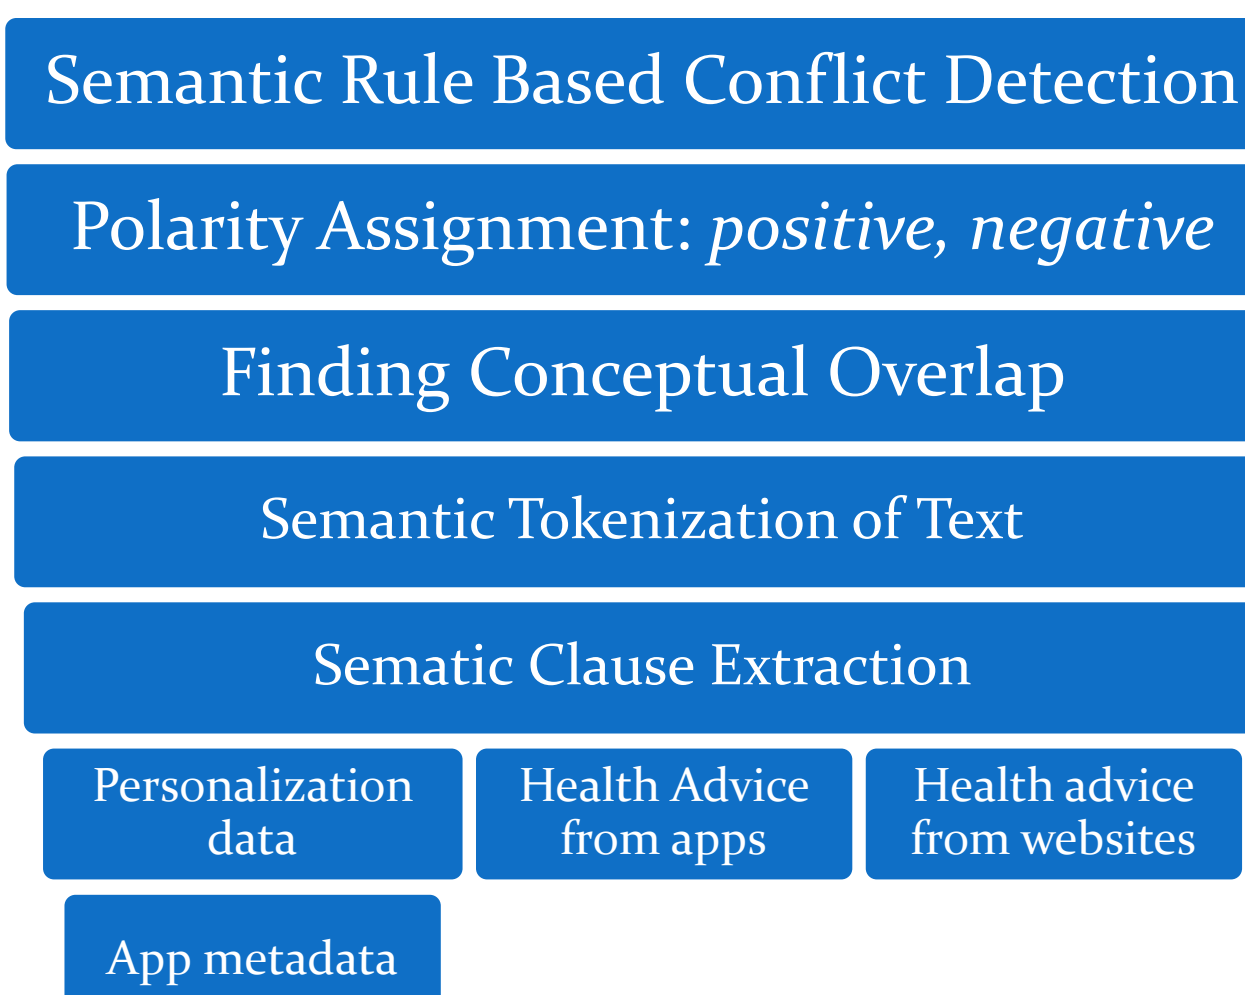 Semantic Rule Based Conflict Detection
Polarity Assignment: positive, negative
Finding Conceptual Overlap
Semantic Tokenization of Text
Sematic Clause Extraction
Personalization
data
Health Advice
from apps
Health advice
from websites
App metadata